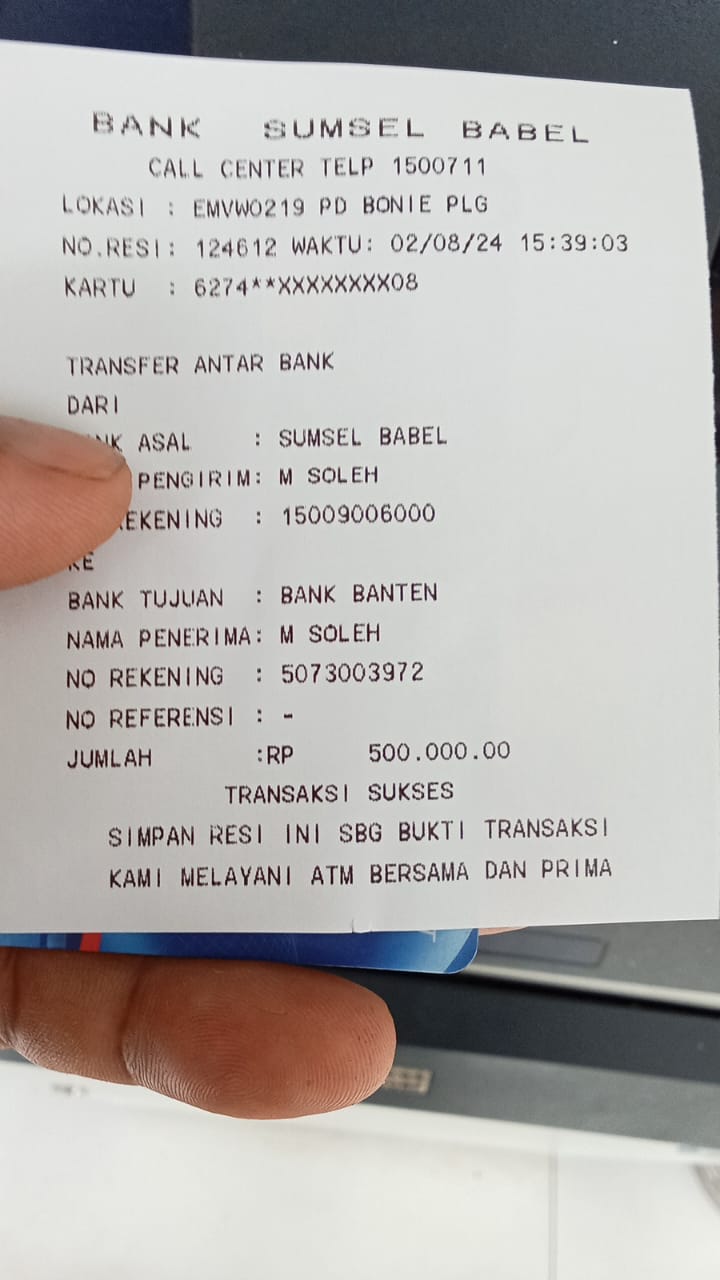 BANK SUMSEL BABEL
CALL CENTER TELP 1500711
LOKASI : EMVW0219 PD BONIE PLG
NO.RESI: 124612 WAKTU: 02/08/24 15:39:03
KARTU : 6274**XXXXXXXX08
TRANSFER ANTAR BANK
DARI
ASAL : SUMSEL BABEL
PENGIRIM: M SOLEH
EKENING : 15009006000
KE
BANK TUJUAN : BANK BANTEN
NAMA PENERIMA: M SOLEH
NO REKENING : 5073003972
NO REFERENSI : -
JUMLAH :RP 500.000.00
TRANSAKSI SUKSES
SIMPAN RESI INI SBG BUKTI TRANSAKSI
KAMI MELAYANI ATM BERSAMA DAN PRIMA